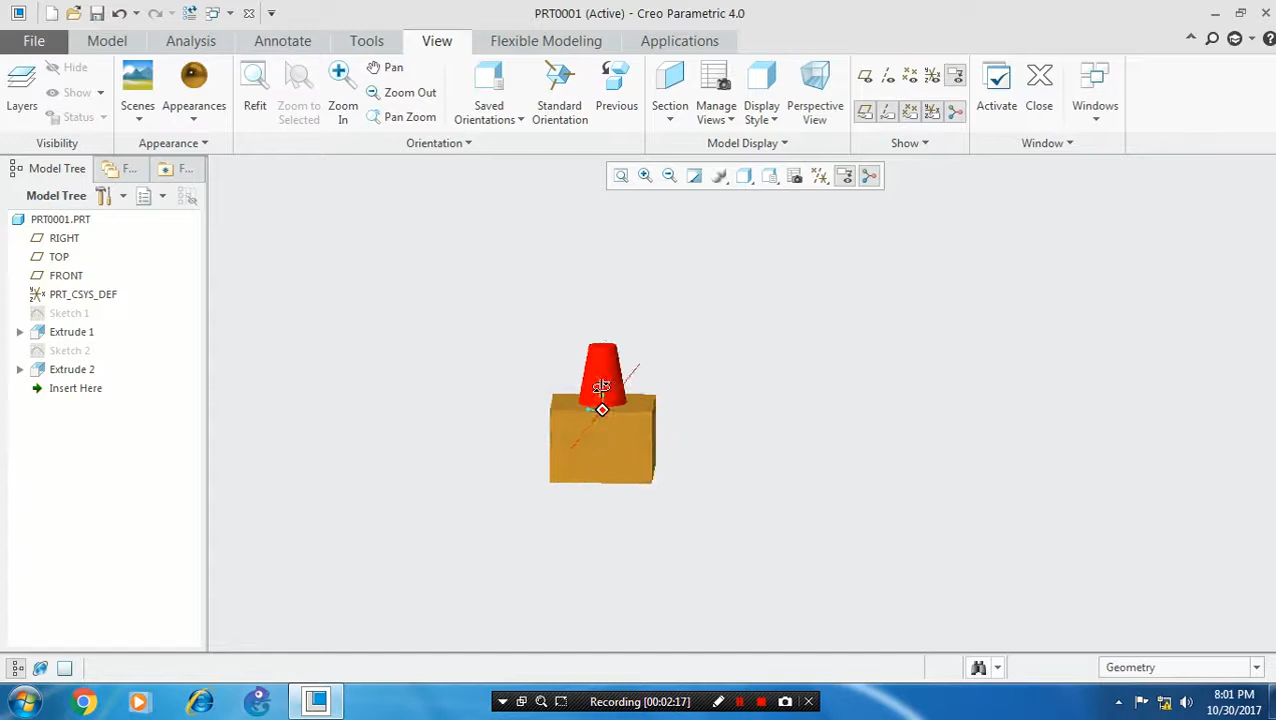 PRT0001 (Active) - Creo Parametric 4.0
File Model Analysis Annotate Tools View Flexible Modeling Applications
Layers
Hide
Show
Status
Visibility
Scenes
Appearances
Appearance
Refit
Zoom to Selected
Zoom In
Pan
Zoom Out
Pan Zoom
Saved Orientations
Standard Orientation
Previous
Orientation
Section
Manage Views
Display Style
Perspective View
Model Display
Show
Activate
Close
Windows
Window
Model Tree
F...
F...
Model Tree
PRT0001.PRT
RIGHT
TOP
FRONT
PRT_CSYS_DEF
Sketch 1
Extrude 1
Sketch 2
Extrude 2
Insert Here
Geometry
Recording [00:02:17]
8:01 PM
10/30/2017